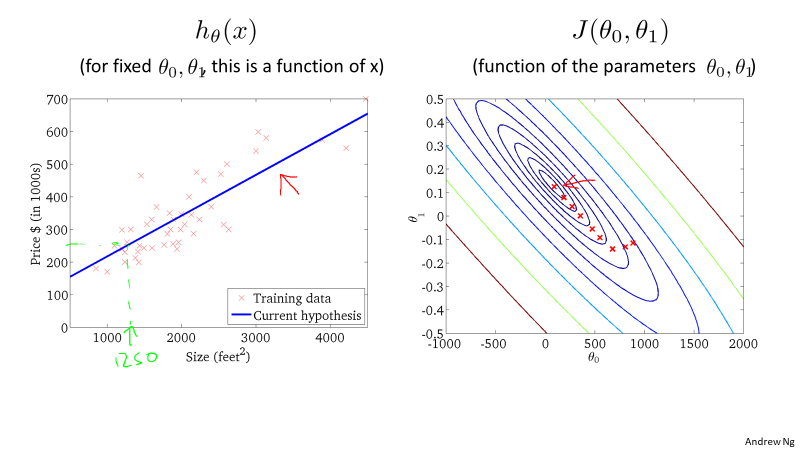 hθ(x)
(for fixed θ0, θ1, this is a function of x)
700
600
500
400
300
200
100
0
Price $ (in 1000s)
Training data
Current hypothesis
1000
2000
3000
4000
Size (feet²)
1250
J(θ0, θ1)
(function of the parameters θ0, θ1)
0.5
0.4
0.3
0.2
0.1
0
-0.1
-0.2
-0.3
-0.4
-0.5
θ1
-1000
-500
0
500
1000
1500
2000
θ0
Andrew Ng